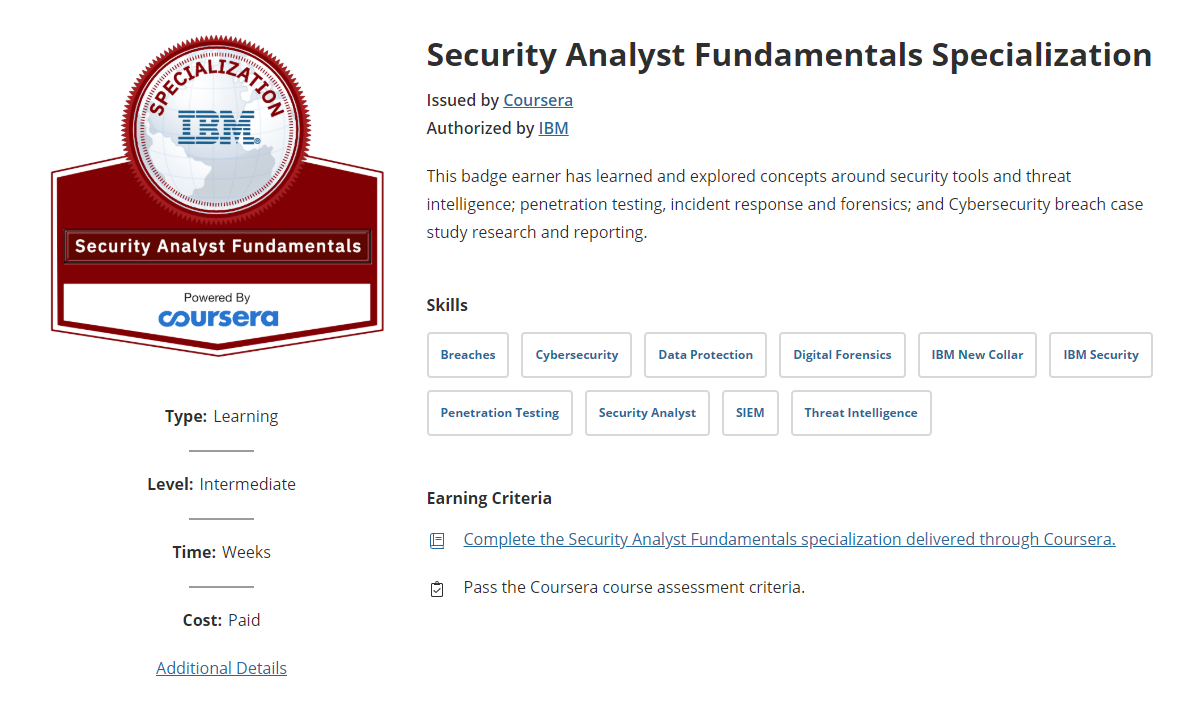 SPECIALIZATION
IBM®
Security Analyst Fundamentals
Powered By
coursera
Type: Learning
Level: Intermediate
Time: Weeks
Cost: Paid
Additional Details
Security Analyst Fundamentals Specialization
Issued by Coursera
Authorized by IBM
This badge earner has learned and explored concepts around security tools and threat
intelligence; penetration testing, incident response and forensics; and Cybersecurity breach case
study research and reporting.
Skills
Breaches Cybersecurity Data Protection Digital Forensics IBM New Collar IBM Security
Penetration Testing Security Analyst SIEM Threat Intelligence
Earning Criteria
Complete the Security Analyst Fundamentals specialization delivered through Coursera.
Pass the Coursera course assessment criteria.